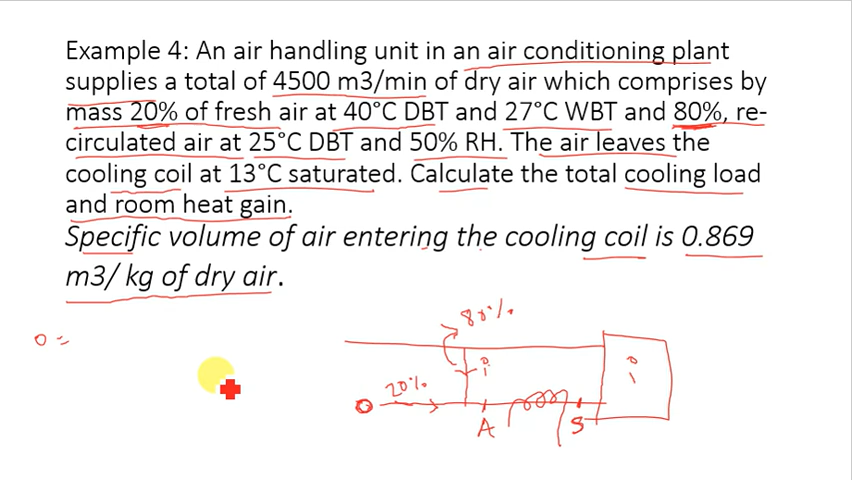 Example 4: An air handling unit in an air conditioning plant
supplies a total of 4500 m3/min of dry air which comprises by
mass 20% of fresh air at 40°C DBT and 27°C WBT and 80%, re-
circulated air at 25°C DBT and 50% RH. The air leaves the
cooling coil at 13°C saturated. Calculate the total cooling load
and room heat gain.
Specific volume of air entering the cooling coil is 0.869
m3/ kg of dry air.
80%
0 =
i
i
20%
O
A
S